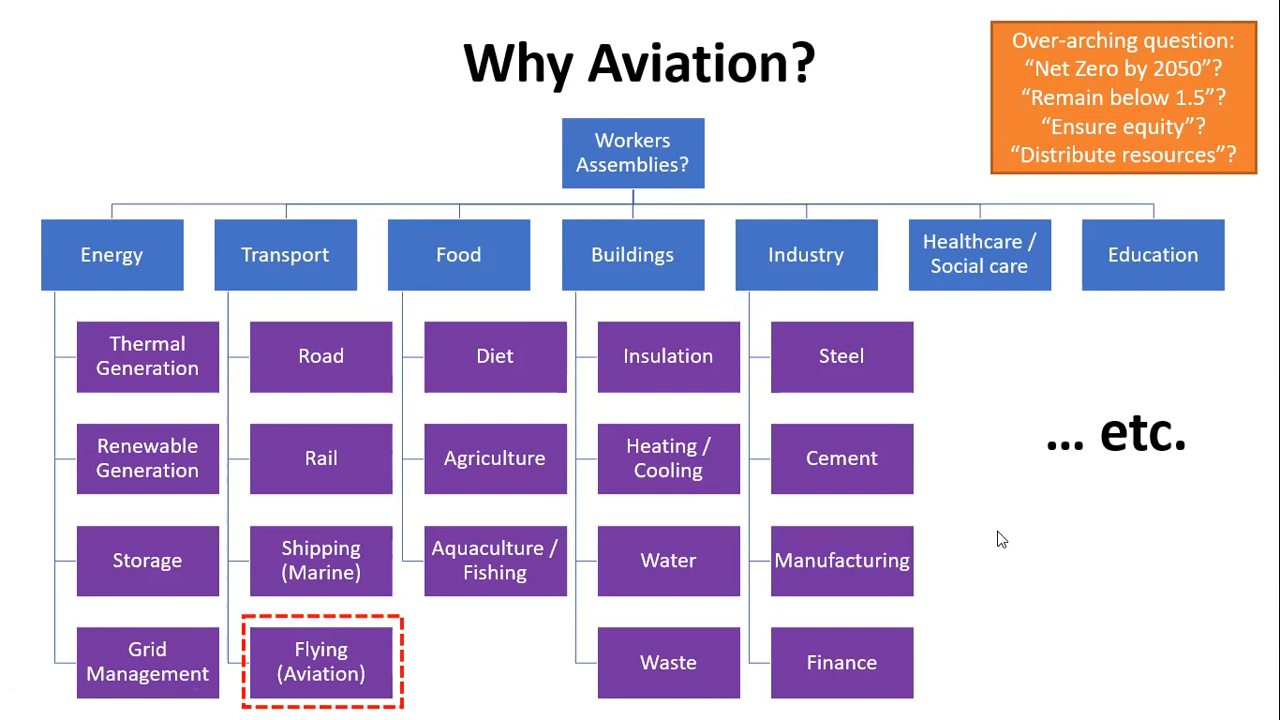 Why Aviation?
Over-arching question:
“Net Zero by 2050”?
“Remain below 1.5”?
“Ensure equity”?
“Distribute resources”?
Workers
Assemblies?
Energy
Transport
Food
Buildings
Industry
Healthcare /
Social care
Education
Thermal
Generation
Road
Diet
Insulation
Steel
Renewable
Generation
Rail
Agriculture
Heating /
Cooling
Cement
... etc.
Storage
Shipping
(Marine)
Aquaculture /
Fishing
Water
Manufacturing
Grid
Management
Flying
(Aviation)
Waste
Finance